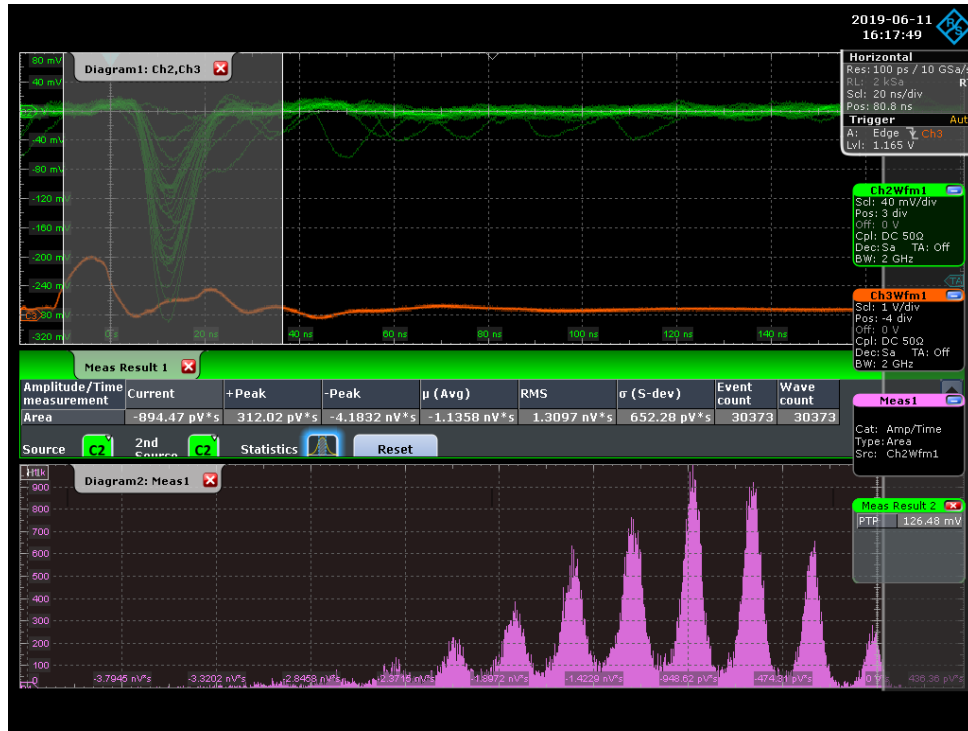 2019-06-11
16:17:49
Diagram1: Ch2,Ch3
80 mV
40 mV
-40 mV
-80 mV
-120 mV
-160 mV
-200 m
-240 m
-320 m
0 s
20 ns
40 ns
60 ns
80 ns
100 ns
120 ns
140 ns
Horizontal
Res: 100 ps / 10 GSa/s
RL: 2 kSa R
Scl: 20 ns/div
Pos: 80.8 ns
Trigger Aut
A: Edge Ch3
Lvl: 1.165 V
Ch2Wfm1
Scl: 40 mV/div
Pos: 3 div
Off: 0 V
Cpl: DC 50Ω
Dec: Sa TA: Off
BW: 2 GHz
TA
Ch3Wfm1
Scl: 1 V/div
Pos: -4 div
Off: 0 V
Cpl: DC 50Ω
Dec: Sa TA: Off
BW: 2 GHz
Meas Result 1
Amplitude/Time measurement Current +Peak -Peak µ (Avg) RMS σ (S-dev) Event count Wave count
Area -894.47 pV*s 312.02 pV*s -4.1832 nV*s -1.1358 nV*s 1.3097 nV*s 652.28 pV*s 30373 30373
Source C2 2nd Source C2 Statistics Reset
Meas1
Cat: Amp/Time
Type: Area
Src: Ch2Wfm1
Meas Result 2
PTP 126.48 mV
Diagram2: Meas1
900
800
700
600
500
400
300
200
100
0
-3.7945 nV*s
-3.3202 nV*s
-2.8458 nV*s
-2.3715 nV*s
-1.8972 nV*s
-1.4229 nV*s
-948.62 pV*s
-474.31 pV*s
0 V*s
436.36 pV*s